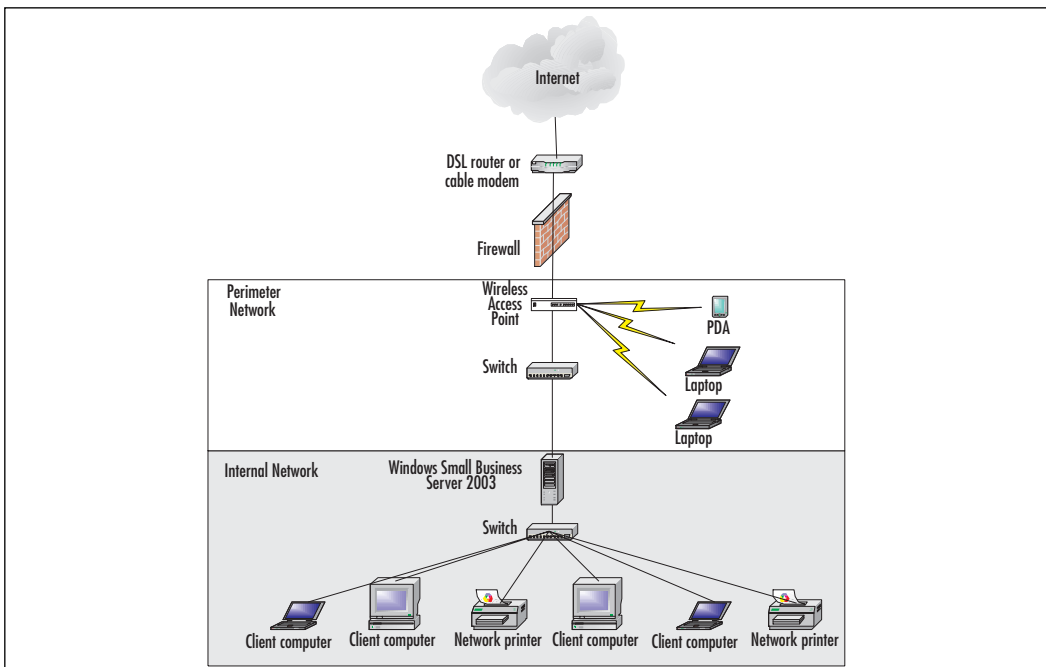 Internet
DSL router or
cable modem
Firewall
Perimeter
Network
Wireless
Access
Point
PDA
Switch
Laptop
Laptop
Internal Network
Windows Small Business
Server 2003
Switch
Client computer
Client computer
Network printer
Client computer
Client computer
Network printer